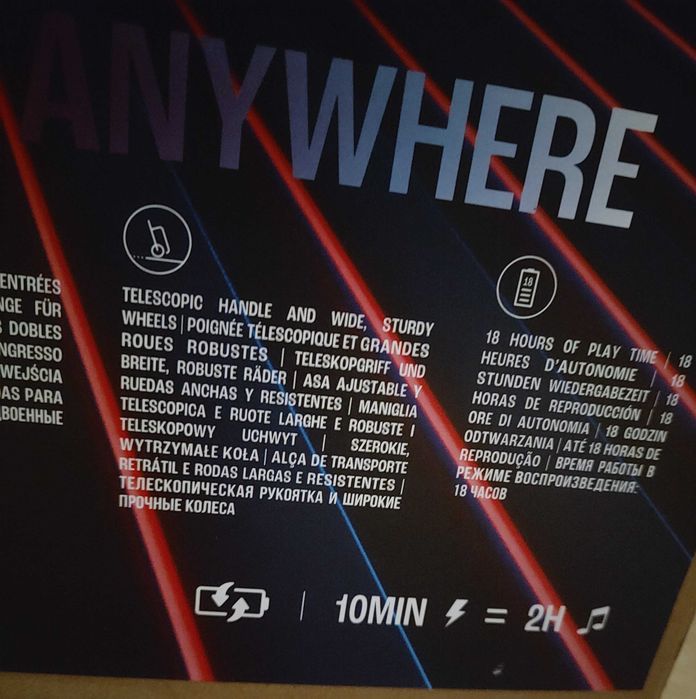 ANYWHERE
ENTRÉES
NGE FÜR
DOBLES
NGRESSO
WEJŚCIA
AS PARA
ВОЕННЫЕ
TELESCOPIC HANDLE AND WIDE, STURDY
WHEELS | POIGNÉE TÉLESCOPIQUE ET GRANDES
ROUES ROBUSTES | TELESKOPGRIFF UND
BREITE, ROBUSTE RÄDER | ASA AJUSTABLE Y
RUEDAS ANCHAS Y RESISTENTES | MANIGLIA
TELESCOPICA E RUOTE LARGHE E ROBUSTE I
TELESKOPOWY UCHWYT | SZEROKIE,
WYTRZYMAŁE KOŁA | ALÇA DE TRANSPORTE
RETRÁTIL E RODAS LARGAS E RESISTENTES |
ТЕЛЕСКОПИЧЕСКАЯ РУКОЯТКА И ШИРОКИЕ
ПРОЧНЫЕ КОЛЕСА
18
18 HOURS OF PLAY TIME | 18
HEURES D'AUTONOMIE | 18
STUNDEN WIEDERGABEZEIT | 18
HORAS DE REPRODUCCIÓN | 18
ORE DI AUTONOMIA | 18 GODZIN
ODTWARZANIA | ATÉ 18 HORAS DE
REPRODUÇÃO | ВРЕМЯ РАБОТЫ В
РЕЖИМЕ ВОСПРОИЗВЕДЕНИЯ:
18 ЧАСОВ
| 10MIN = 2H